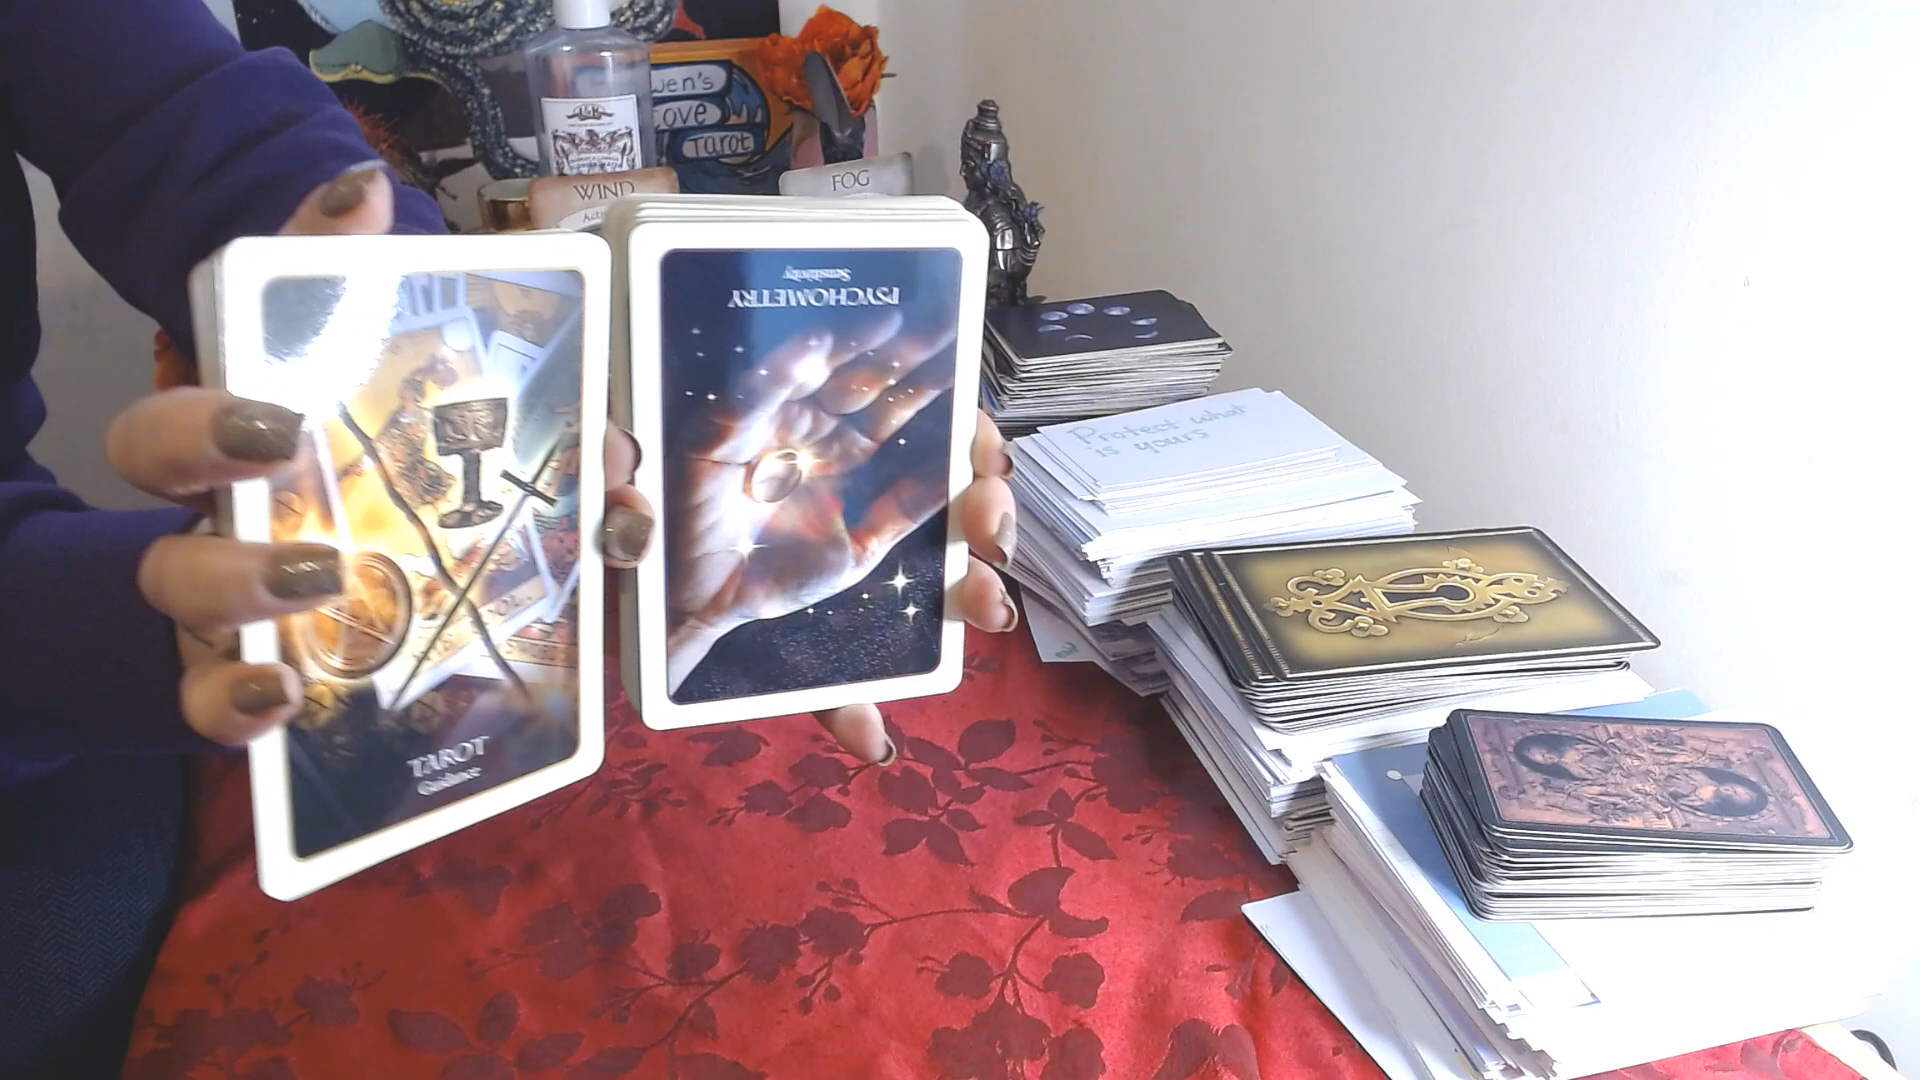 wen's
Love
Tarot
WIND
FOG
PSYCHOMETRY
Sensitivity
Protect what
is yours
TAROT
Guidance